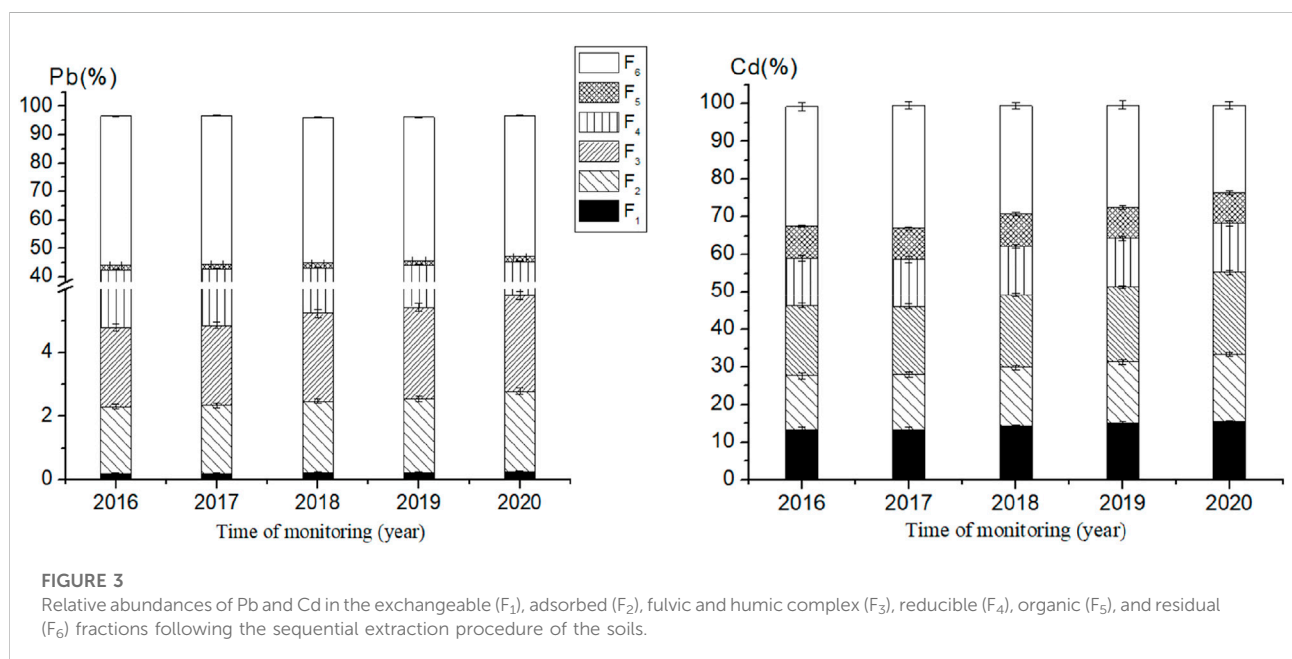 Pb(%)
100
90
80
70
60
50
40
4
2
0
2016 2017 2018 2019 2020
Time of monitoring (year)
F₆
F₅
F₄
F₃
F₂
F₁
Cd(%)
100
80
70
60
50
40
30
20
10
0
2016 2017 2018 2019 2020
Time of monitoring (year)
FIGURE 3
Relative abundances of Pb and Cd in the exchangeable (F₁), adsorbed (F₂), fulvic and humic complex (F₃), reducible (F₄), organic (F₅), and residual
(F₆) fractions following the sequential extraction procedure of the soils.